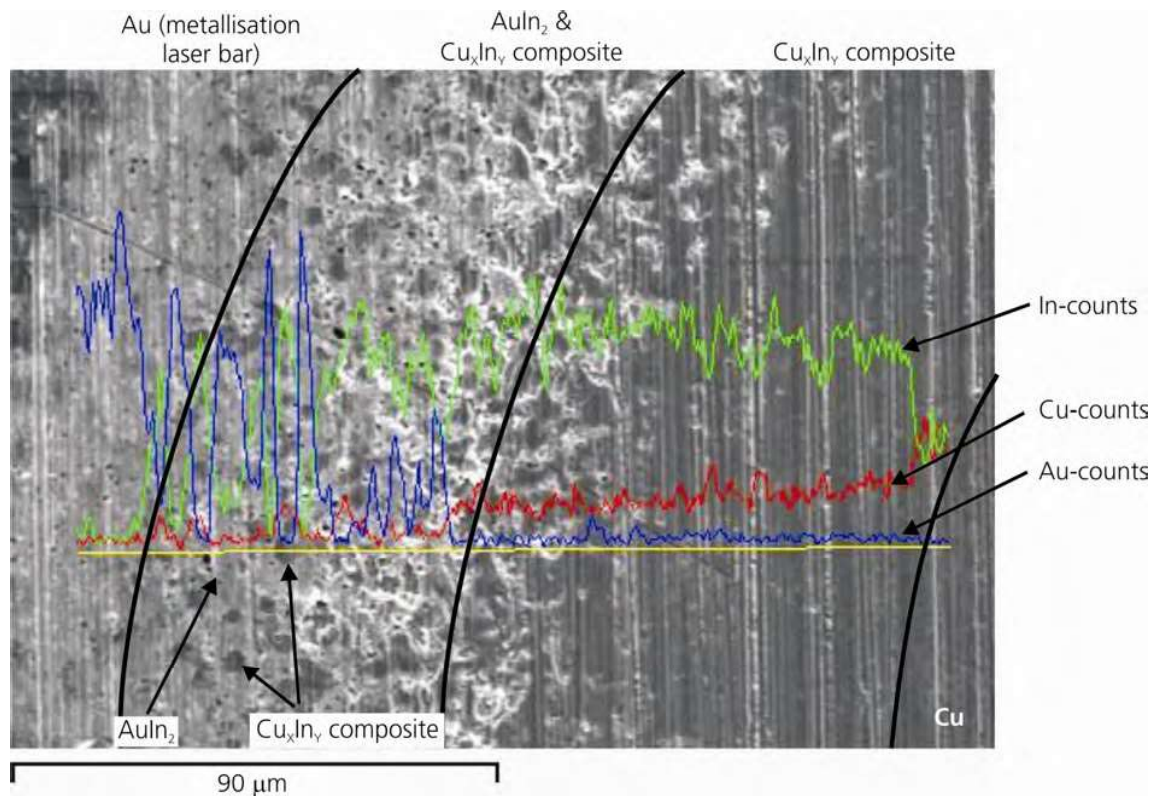 Au (metallisation
laser bar)
AuIn₂ &
CuₓInᵧ composite
CuₓInᵧ composite
In-counts
Cu-counts
Au-counts
AuIn₂
CuₓInᵧ composite
Cu
90 µm